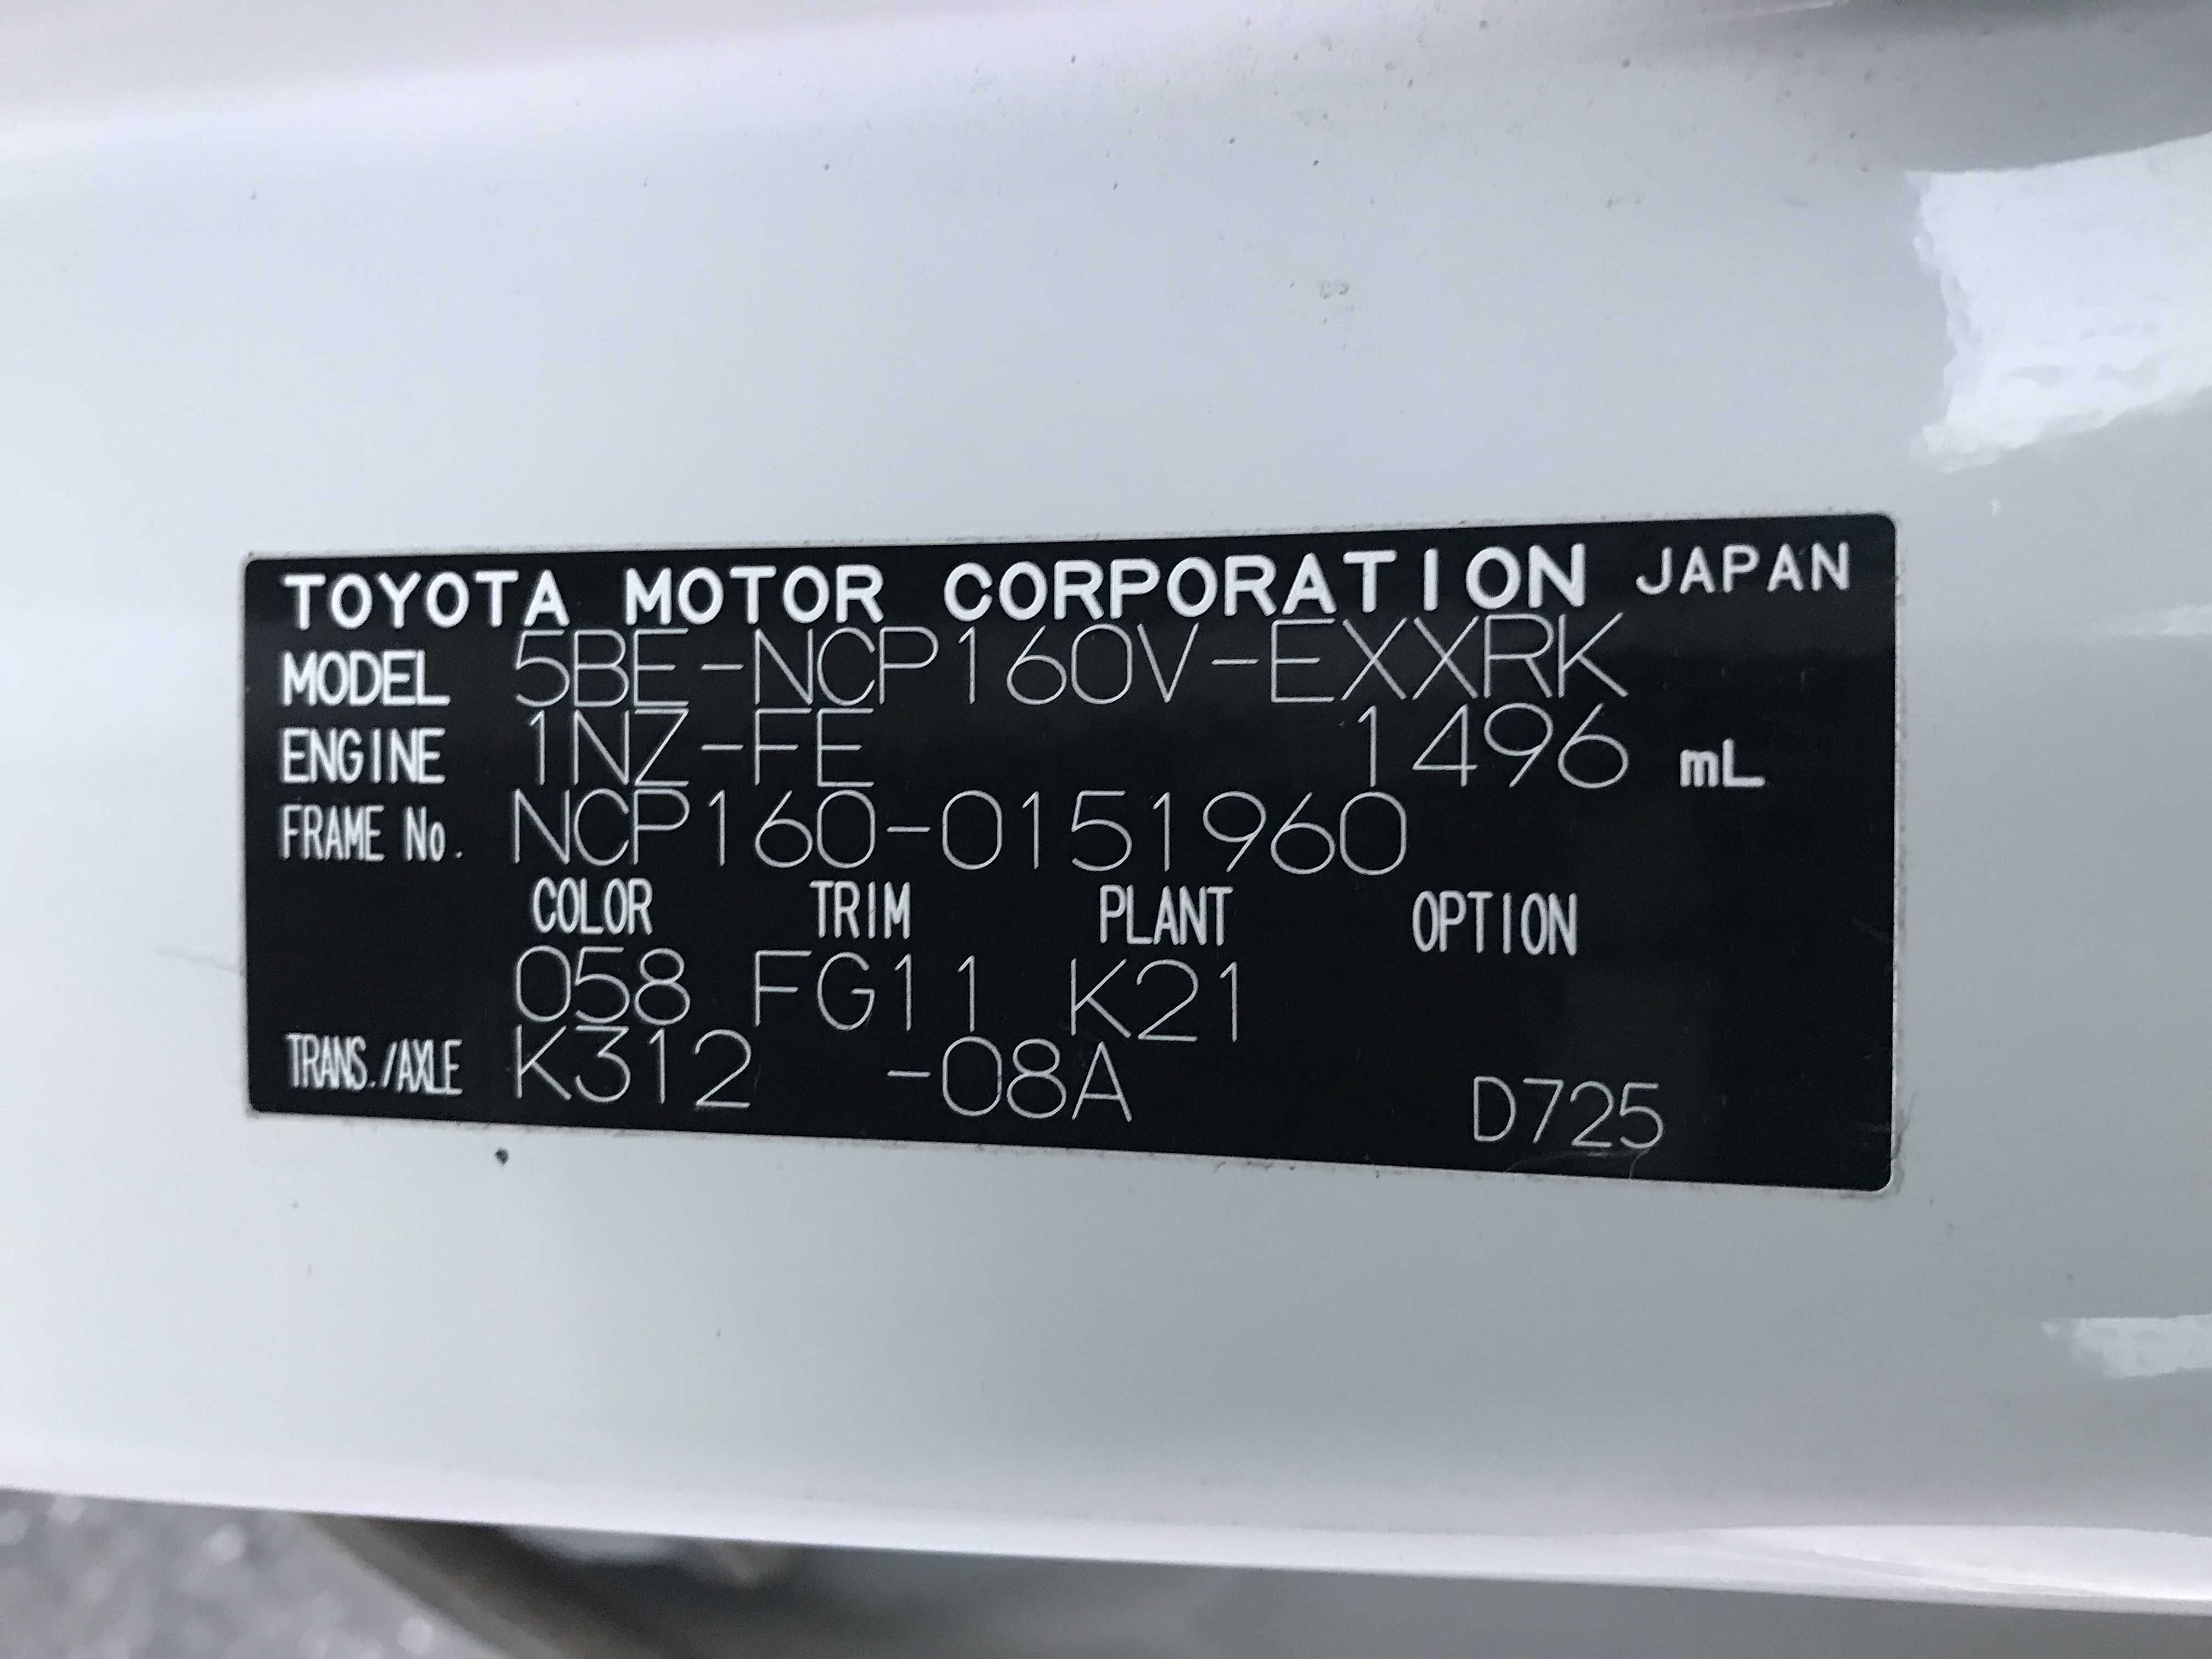 TOYOTA MOTOR CORPORATION JAPAN
MODEL 5BE-NCP160V-EXXRK
ENGINE 1NZ-FE 1496 mL
FRAME No. NCP160-0151960
COLOR TRIM PLANT OPTION
058 FG11 K21
TRANS./AXLE K312 -08A D725